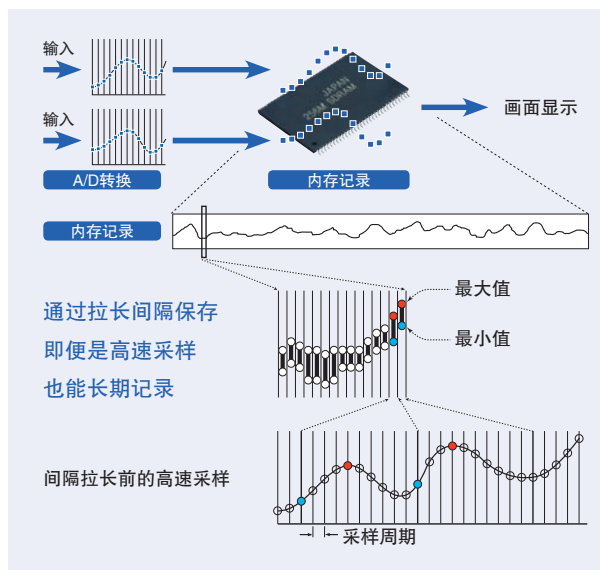 输入
输入
JAPAN
256M SDRAM
画面显示
A/D转换
内存记录
内存记录
通过拉长间隔保存
即便是高速采样
也能长期记录
最大值
最小值
间隔拉长前的高速采样
采样周期